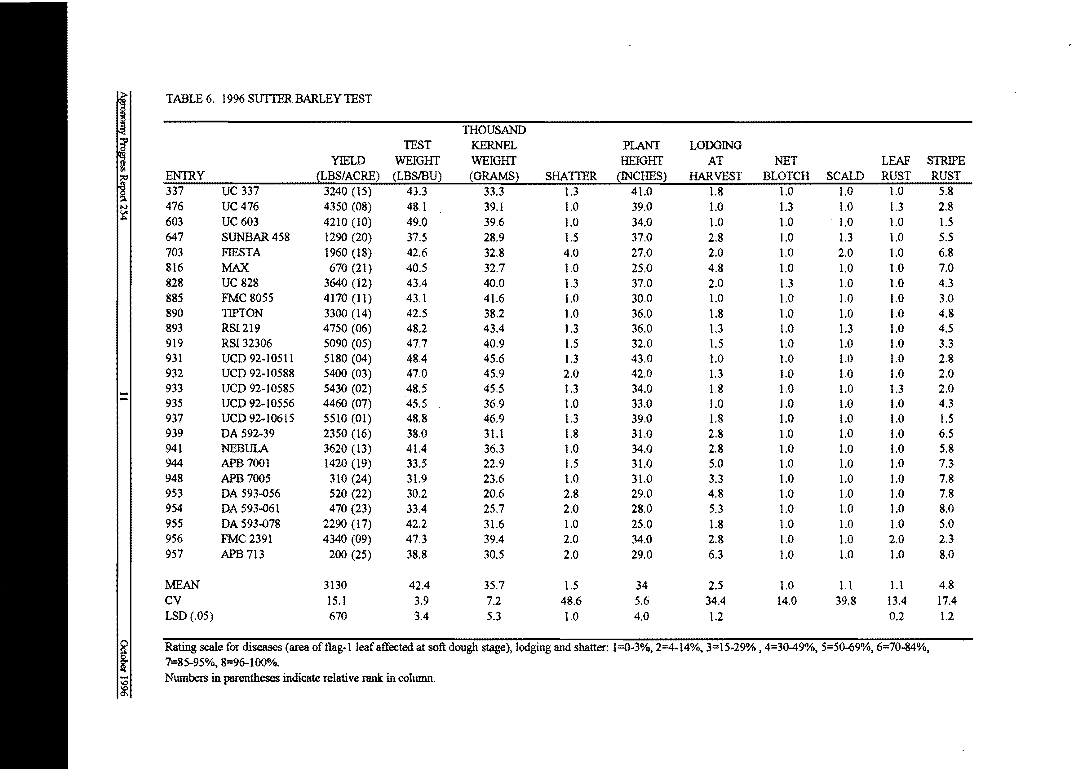 TABLE 6. 1996 SUTTER BARLEY TEST
THOUSAND
TEST KERNEL PLANT LODGING
YIELD WEIGHT WEIGHT HEIGHT AT NET LEAF STRIPE
ENTRY (LBS/ACRE) (LBS/BU) (GRAMS) SHATTER (INCHES) HARVEST BLOTCH SCALD RUST RUST
337 UC 337 3240 (15) 43.3 33.3 1.3 41.0 1.8 1.0 1.0 1.0 5.8
476 UC 476 4350 (08) 48.1 39.1 1.0 39.0 1.0 1.3 1.0 1.3 2.8
603 UC 603 4210 (10) 49.0 39.6 1.0 34.0 1.0 1.0 1.0 1.0 1.5
647 SUNBAR 458 1290 (20) 37.5 28.9 1.5 37.0 2.8 1.0 1.3 1.0 5.5
703 FIESTA 1960 (18) 42.6 32.8 4.0 27.0 2.0 1.0 2.0 1.0 6.8
816 MAX 670 (21) 40.5 32.7 1.0 25.0 4.8 1.0 1.0 1.0 7.0
828 UC 828 3640 (12) 43.4 40.0 1.3 37.0 2.0 1.3 1.0 1.0 4.3
885 FMC 8055 4170 (11) 43.1 41.6 1.0 30.0 1.0 1.0 1.0 1.0 3.0
890 TIPTON 3300 (14) 42.5 38.2 1.0 36.0 1.8 1.0 1.0 1.0 4.8
893 RSI 219 4750 (06) 48.2 43.4 1.3 36.0 1.3 1.0 1.3 1.0 4.5
919 RSI 32306 5090 (05) 47.7 40.9 1.5 32.0 1.5 1.0 1.0 1.0 3.3
931 UCD 92-10511 5180 (04) 48.4 45.6 1.3 43.0 1.0 1.0 1.0 1.0 2.8
932 UCD 92-10588 5400 (03) 47.0 45.9 2.0 42.0 1.3 1.0 1.0 1.0 2.0
933 UCD 92-10585 5430 (02) 48.5 45.5 1.3 34.0 1.8 1.0 1.0 1.3 2.0
935 UCD 92-10556 4460 (07) 45.5 36.9 1.0 33.0 1.0 1.0 1.0 1.0 4.3
937 UCD 92-10615 5510 (01) 48.8 46.9 1.3 39.0 1.8 1.0 1.0 1.0 1.5
939 DA 592-39 2350 (16) 38.0 31.1 1.8 31.0 2.8 1.0 1.0 1.0 6.5
941 NEBULA 3620 (13) 41.4 36.3 1.0 34.0 2.8 1.0 1.0 1.0 5.8
944 APB 7001 1420 (19) 33.5 22.9 1.5 31.0 5.0 1.0 1.0 1.0 7.3
948 APB 7005 310 (24) 31.9 23.6 1.0 31.0 3.3 1.0 1.0 1.0 7.8
953 DA 593-056 520 (22) 30.2 20.6 2.8 29.0 4.8 1.0 1.0 1.0 7.8
954 DA 593-061 470 (23) 33.4 25.7 2.0 28.0 5.3 1.0 1.0 1.0 8.0
955 DA 593-078 2290 (17) 42.2 31.6 1.0 25.0 1.8 1.0 1.0 1.0 5.0
956 FMC 2391 4340 (09) 47.3 39.4 2.0 34.0 2.8 1.0 1.0 2.0 2.3
957 APB 713 200 (25) 38.8 30.5 2.0 29.0 6.3 1.0 1.0 1.0 8.0
MEAN 3130 42.4 35.7 1.5 34 2.5 1.0 1.1 1.1 4.8
CV 15.1 3.9 7.2 48.6 5.6 34.4 14.0 39.8 13.4 17.4
LSD (.05) 670 3.4 5.3 1.0 4.0 1.2 0.2 1.2
Rating scale for diseases (area of flag-1 leaf affected at soft dough stage), lodging and shatter: 1=0-3%, 2=4-14%, 3=15-29% , 4=30-49%, 5=50-69%, 6=70-84%,
7=85-95%, 8=96-100%.
Numbers in parentheses indicate relative rank in column.
Agronomy Progress Report 254
11
October 1996